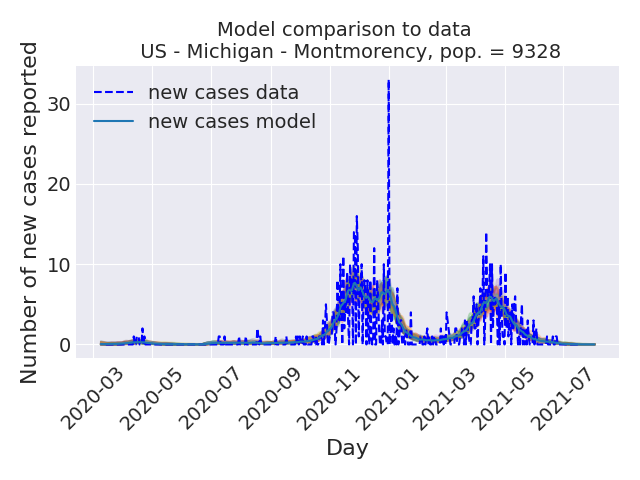 Model comparison to data
US - Michigan - Montmorency, pop. = 9328
Number of new cases reported
30
20
10
0
new cases data
new cases model
2020-03
2020-05
2020-07
2020-09
2020-11
2021-01
2021-03
2021-05
2021-07
Day